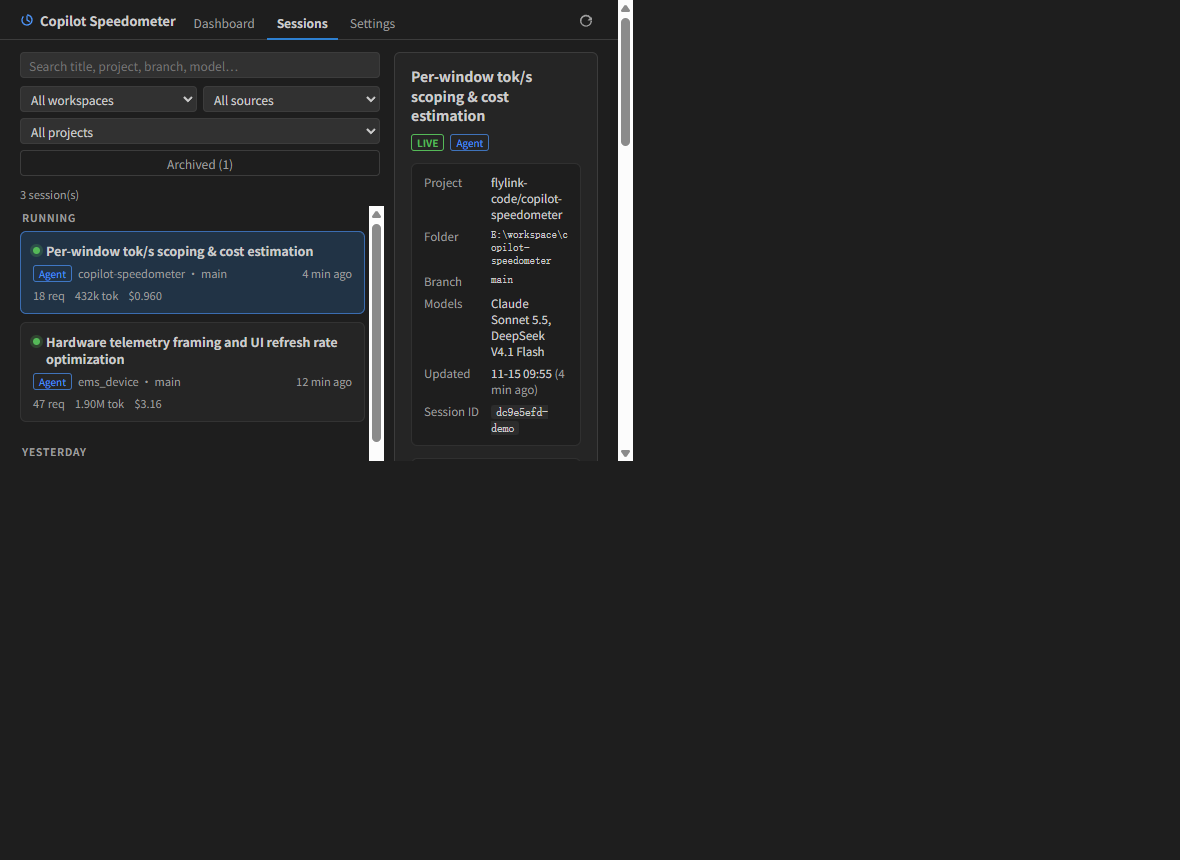 Copilot Speedometer Dashboard Sessions Settings
Search title, project, branch, model…
All workspaces All sources
All projects
Archived (1)
3 session(s)
RUNNING
Per-window tok/s scoping & cost estimation
Agent copilot-speedometer • main 4 min ago
18 req 432k tok $0.960
Hardware telemetry framing and UI refresh rate
optimization
Agent ems_device • main 12 min ago
47 req 1.90M tok $3.16
YESTERDAY
Per-window tok/s
scoping & cost
estimation
LIVE Agent
Project flylink-
code/copilot-
speedometer
Folder E:\workspace\c
opilot-
speedometer
Branch main
Models Claude
Sonnet 5.5,
DeepSeek
V4.1 Flash
Updated 11-15 09:55 (4
min ago)
Session ID dc9e5efd-
demo